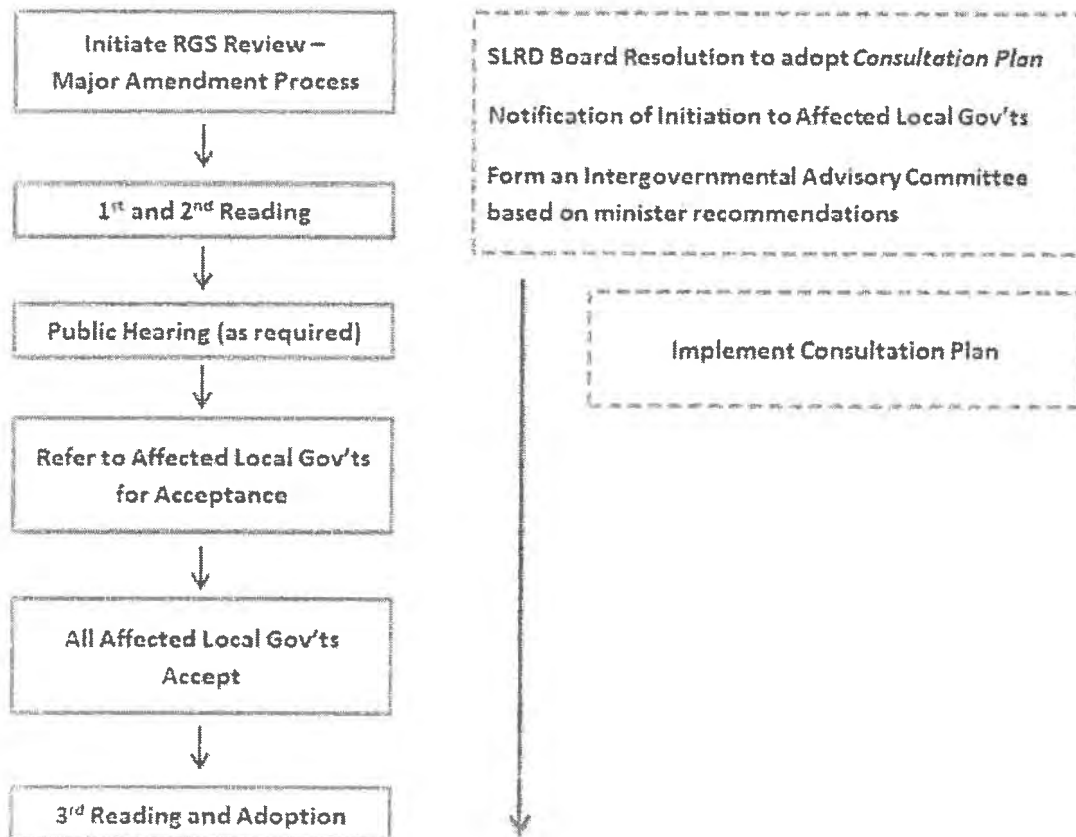 Initiate RGS Review –
Major Amendment Process
1st and 2nd Reading
Public Hearing (as required)
Refer to Affected Local Gov'ts
for Acceptance
All Affected Local Gov'ts
Accept
3rd Reading and Adoption
SLRD Board Resolution to adopt Consultation Plan
Notification of Initiation to Affected Local Gov'ts
Form an Intergovernmental Advisory Committee
based on minister recommendations
Implement Consultation Plan